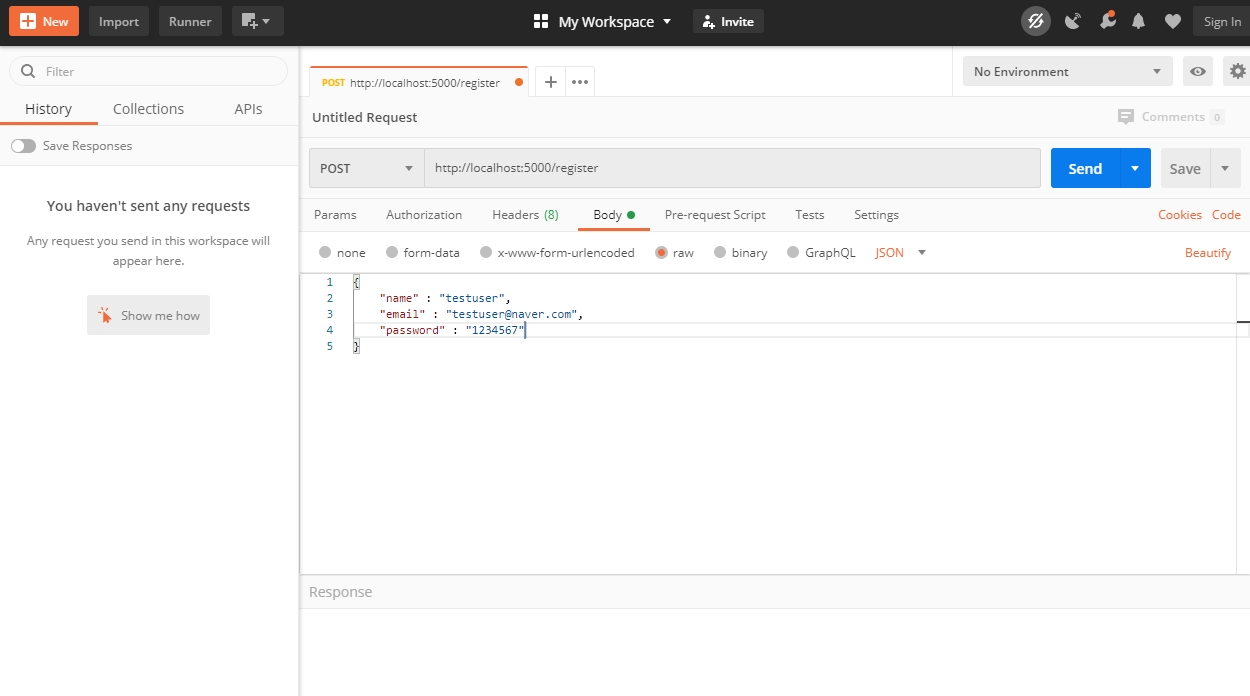 New Import Runner My Workspace Invite Sign In
Filter
History Collections APIs
Save Responses
You haven't sent any requests
Any request you send in this workspace will
appear here.
Show me how
POST http://localhost:5000/register
No Environment
Untitled Request
Comments 0
POST http://localhost:5000/register Send Save
Params Authorization Headers (8) Body Pre-request Script Tests Settings Cookies Code
none form-data x-www-form-urlencoded raw binary GraphQL JSON Beautify
1 {
2 "name" : "testuser",
3 "email" : "testuser@naver.com",
4 "password" : "1234567"
5 }
Response